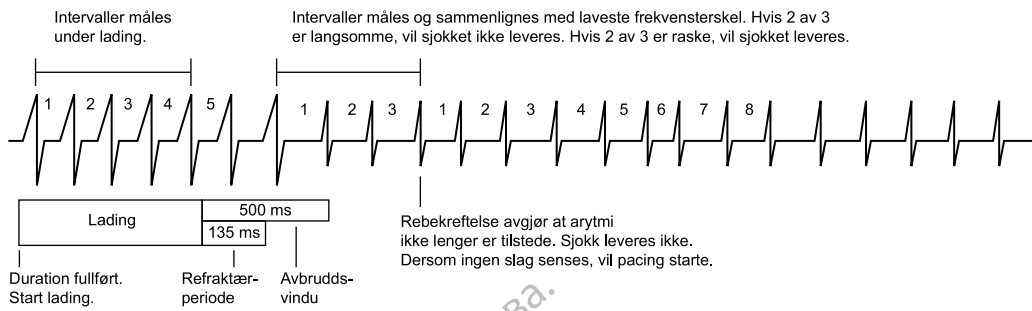 Intervaller måles
under lading.
Intervaller måles og sammenlignes med laveste frekvensterskel. Hvis 2 av 3
er langsomme, vil sjokket ikke leveres. Hvis 2 av 3 er raske, vil sjokket leveres.
1 2 3 4 5 1 2 3 1 2 3 4 5 6 7 8
Lading
500 ms
135 ms
Duration fullført.
Start lading.
Refraktær-
periode
Avbrudds-
vindu
Rebekreftelse avgjør at arytmi
ikke lenger er tilstede. Sjokk leveres ikke.
Dersom ingen slag senses, vil pacing starte.